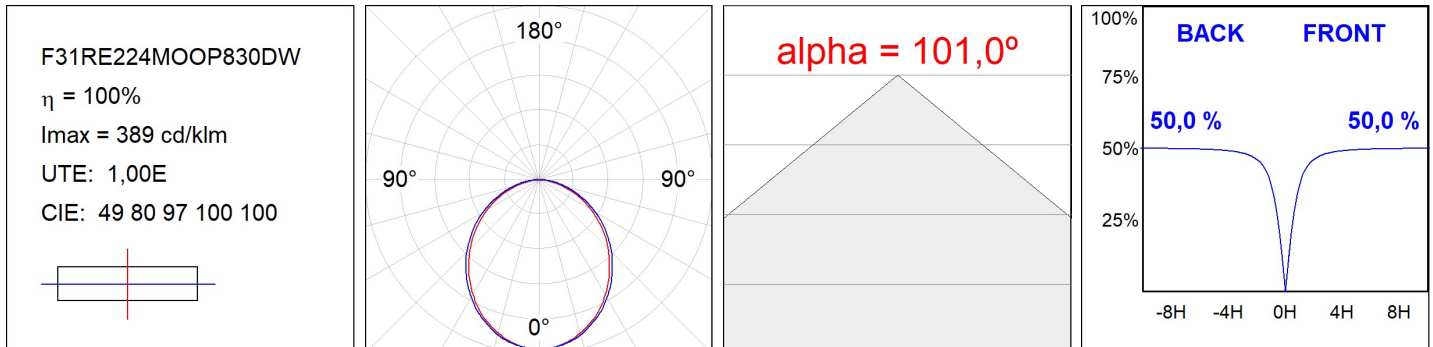 F31RE224MOOP830DW
η = 100%
Imax = 389 cd/klm
UTE: 1,00E
CIE: 49 80 97 100 100
180°
90° 90°
0°
alpha = 101,0º
100%
BACK FRONT
75%
50,0 % 50,0 %
50%
25%
-8H -4H 0H 4H 8H